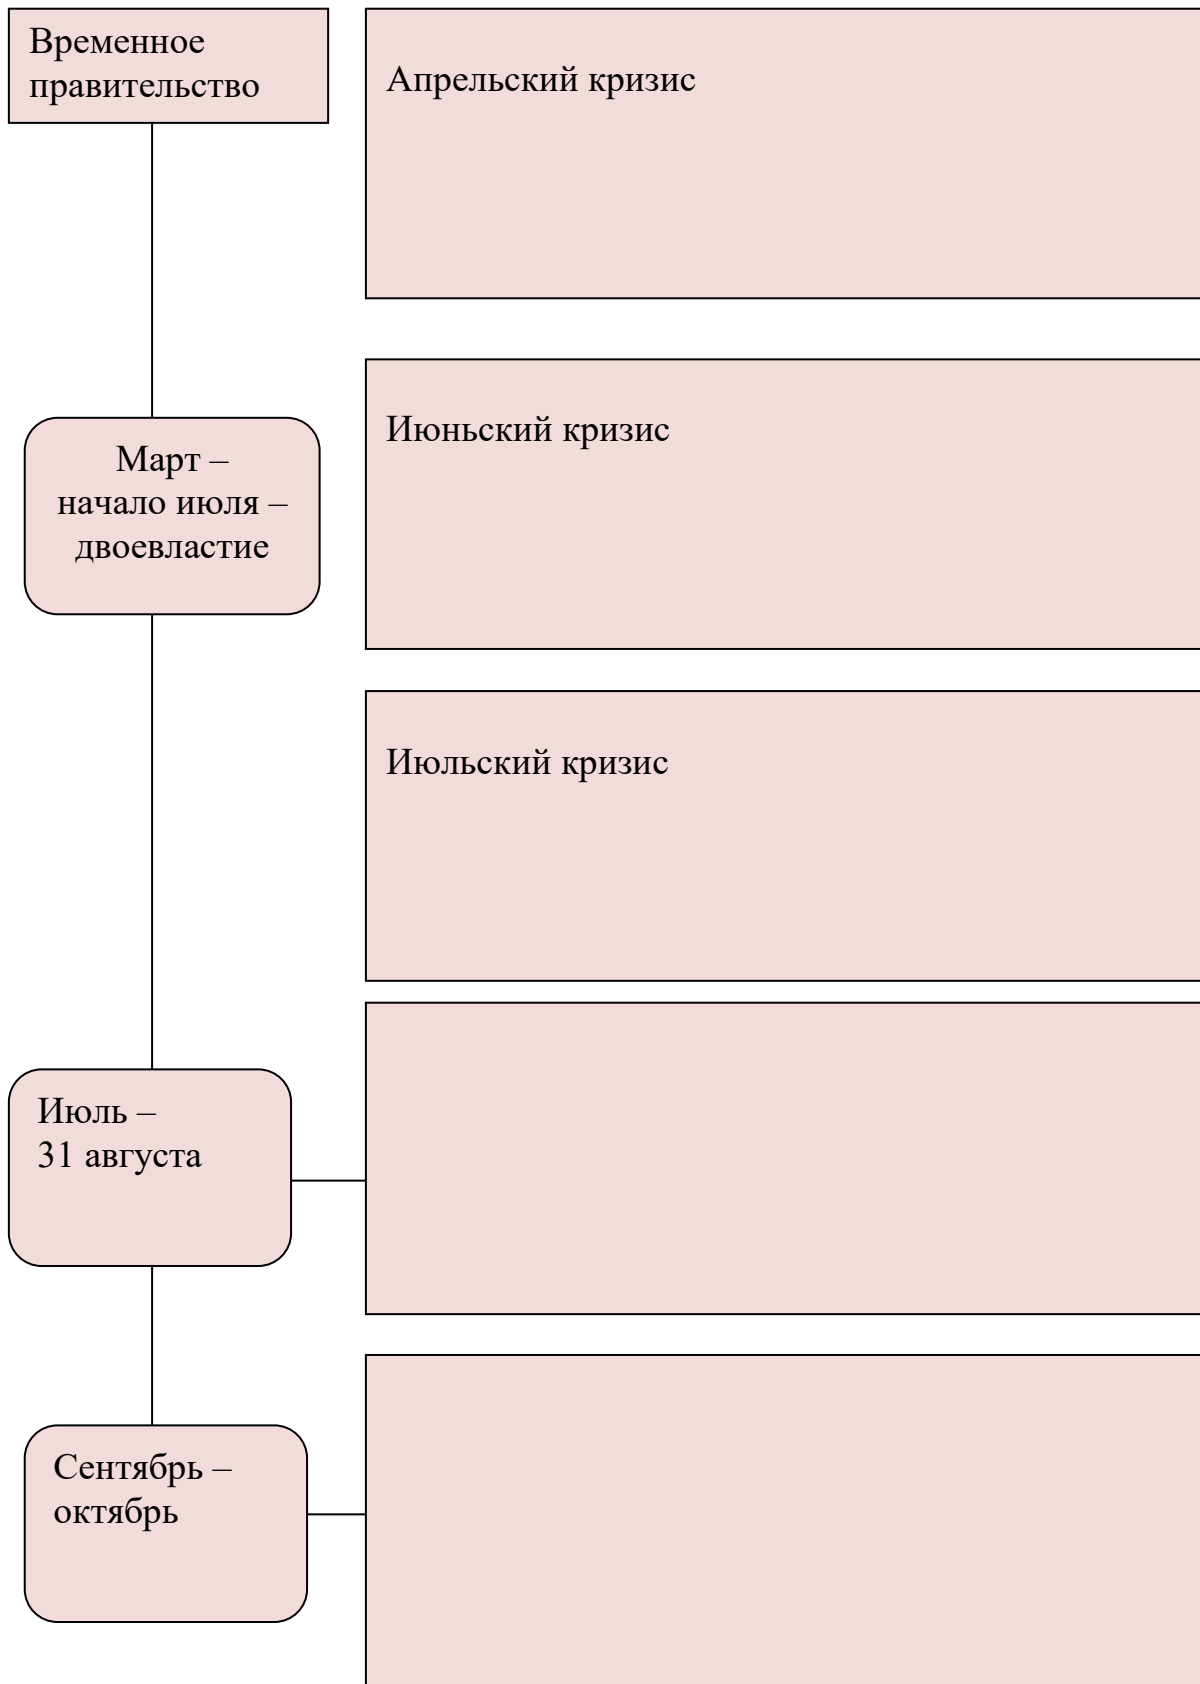 Временное
правительство
Апрельский кризис
Март –
начало июля –
двоевластие
Июньский кризис
Июльский кризис
Июль –
31 августа
Сентябрь –
октябрь